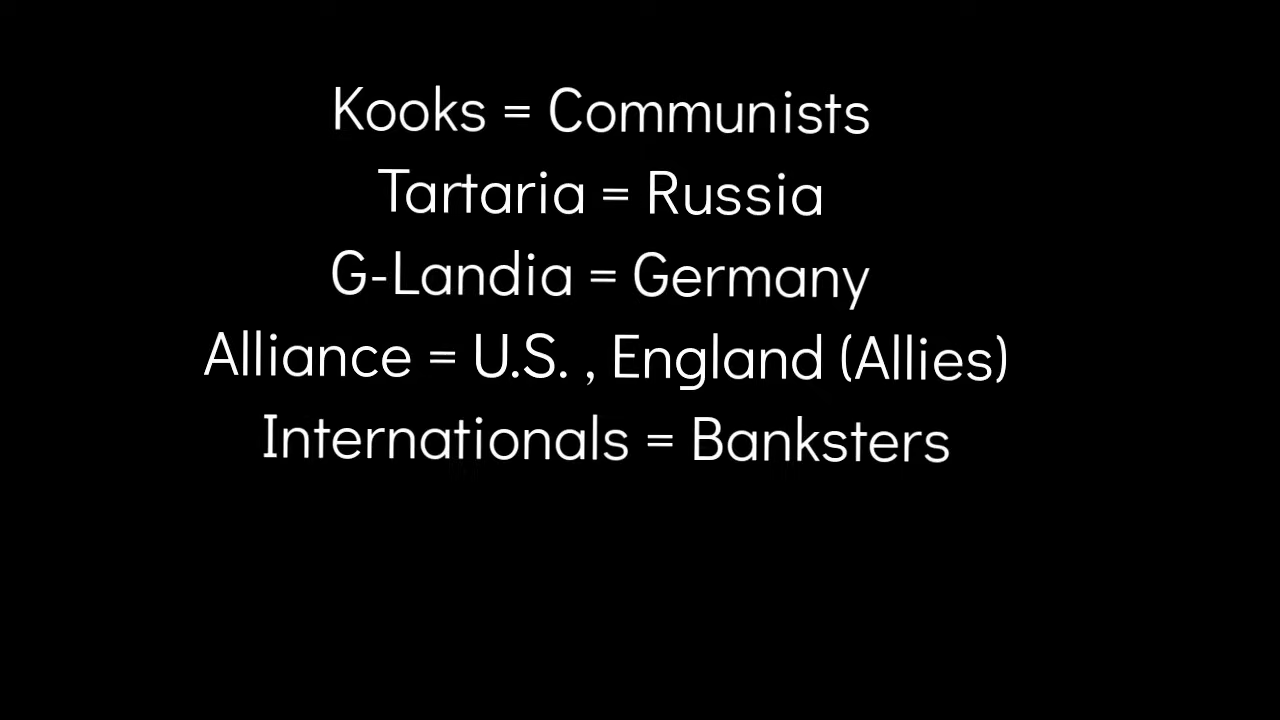 Kooks = Communists
Tartaria = Russia
G-Landia = Germany
Alliance = U.S. , England (Allies)
Internationals = Banksters